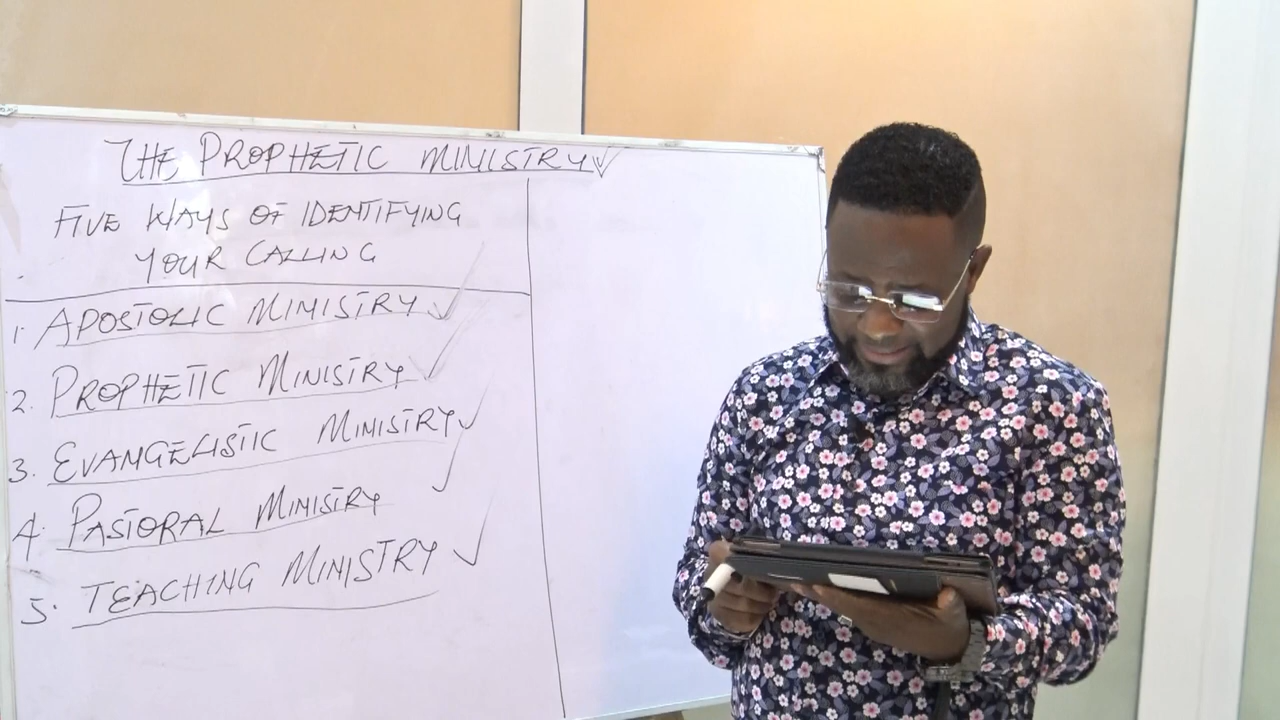 THE PROPHETIC MINISTRY
FIVE WAYS OF IDENTIFYING
YOUR CALLING
1. APOSTOLIC MINISTRY
2. PROPHETIC MINISTRY
3. EVANGELISTIC MINISTRY
4. PASTORAL MINISTRY
5. TEACHING MINISTRY